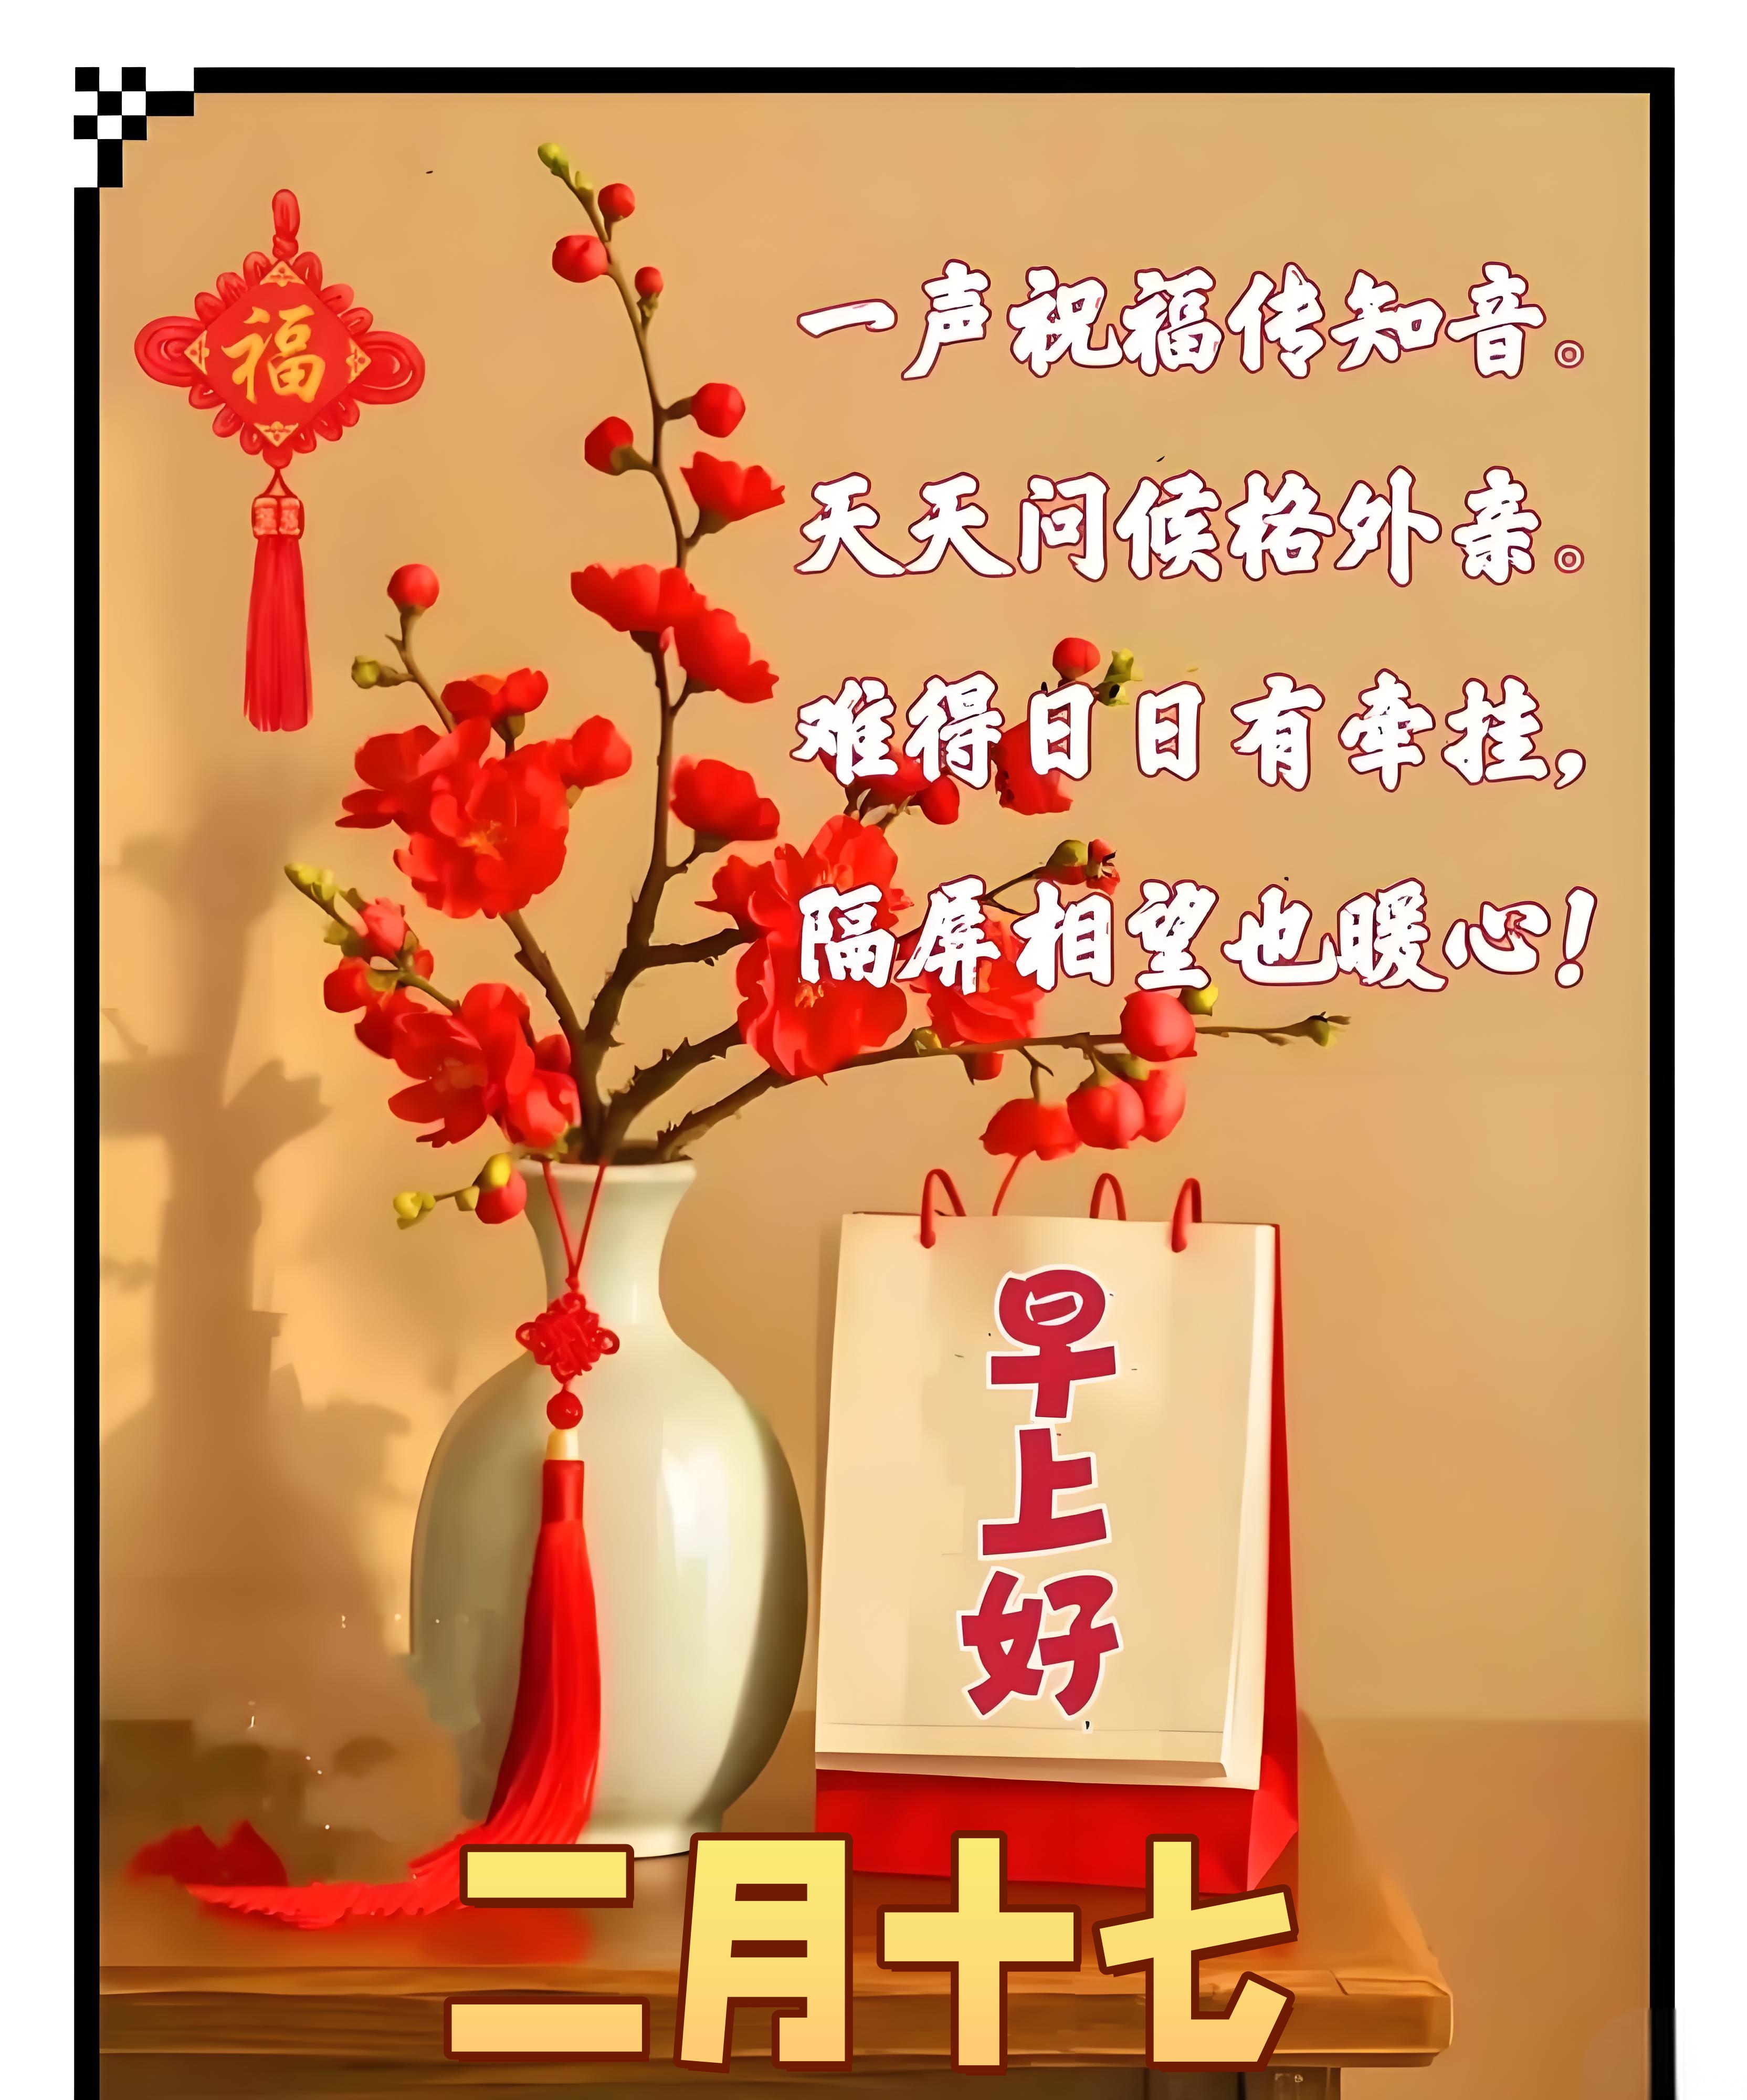 福
一声祝福传知音。
天天问候格外亲。
难得日日有牵挂，
隔屏相望也暖心！
早上好
二月十七